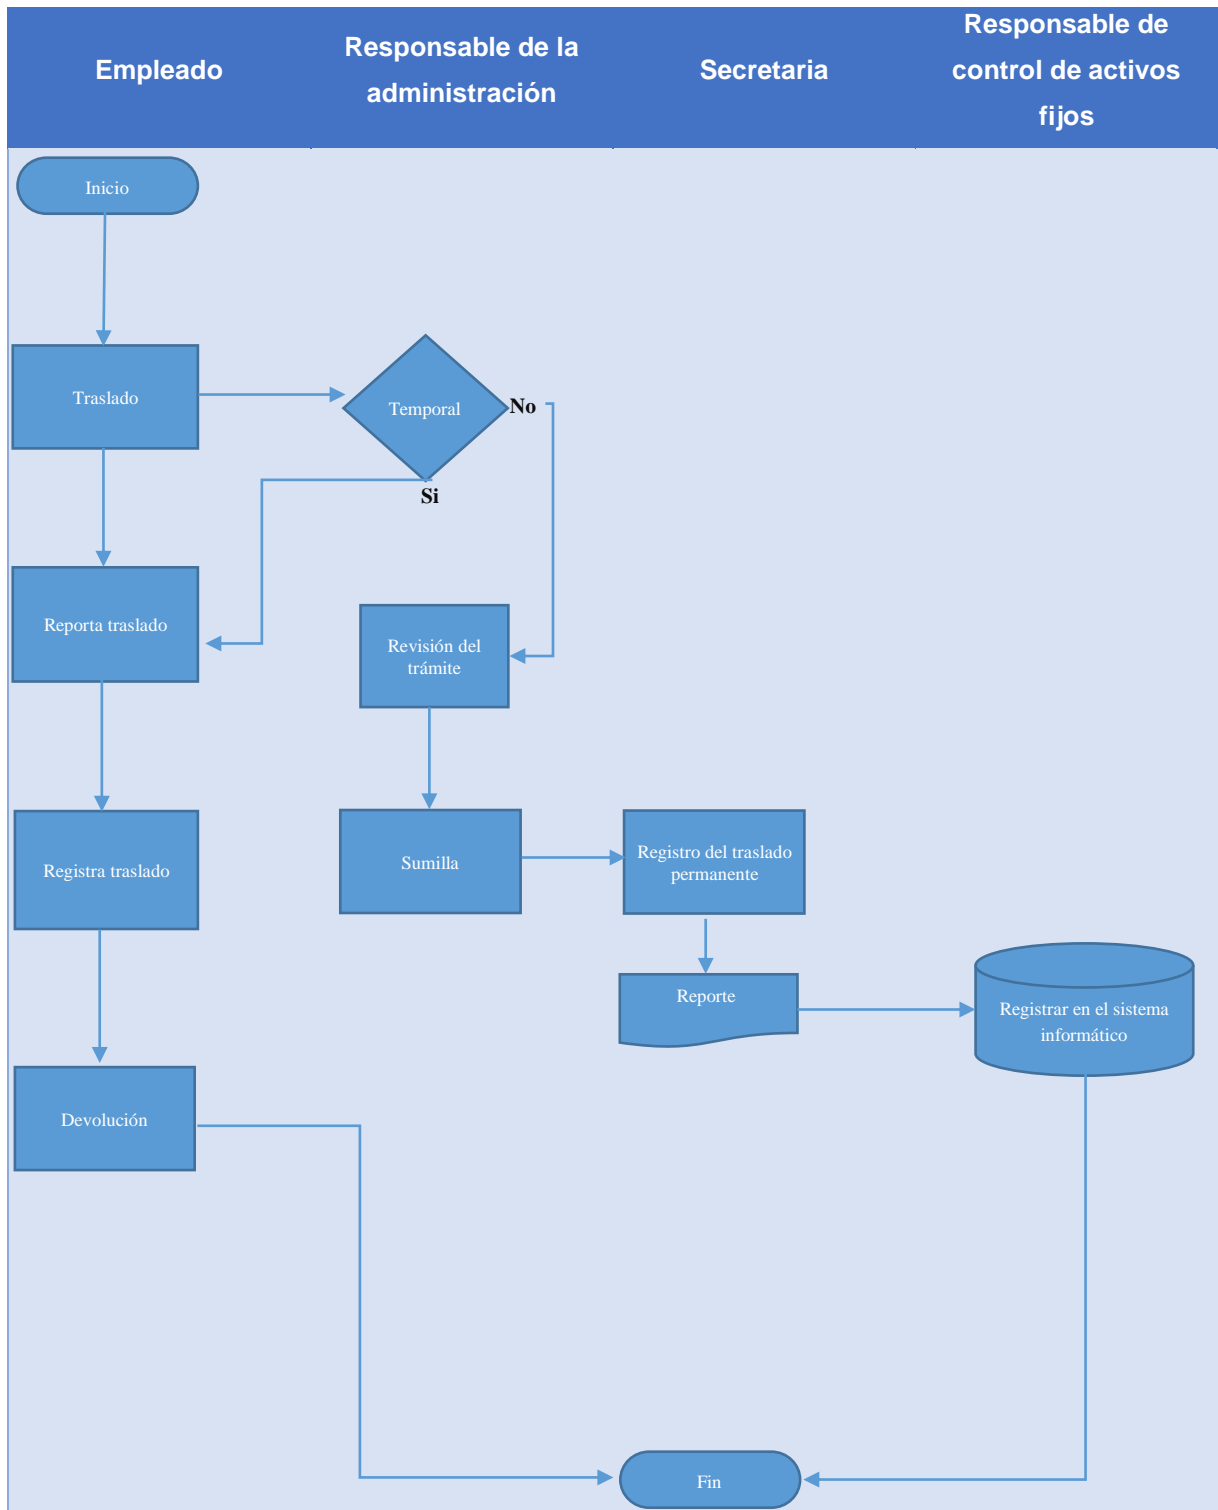 Empleado
Responsable de la
administración
Secretaria
Responsable de
control de activos
fijos
Inicio
Traslado
Temporal
No
Si
Reporta traslado
Revisión del
trámite
Registra traslado
Sumilla
Registro del traslado
permanente
Reporte
Registrar en el sistema
informático
Devolución
Fin